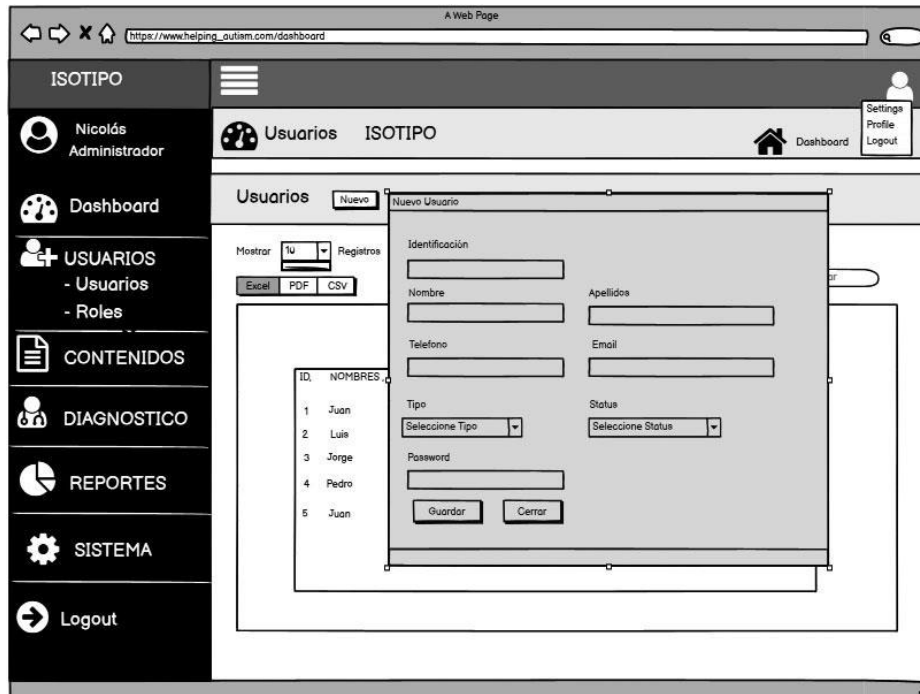 A Web Page
https://www.helping_autism.com/dashboard
ISOTIPO
Settings
Profile
Logout
Nicolás
Administrador
Usuarios ISOTIPO
Dashboard
Dashboard
USUARIOS
- Usuarios
- Roles
CONTENIDOS
DIAGNOSTICO
REPORTES
SISTEMA
Logout
Usuarios Nuevo
Mostrar 10 Registros
Excel PDF CSV
ID, NOMBRES,
1 Juan
2 Luis
3 Jorge
4 Pedro
5 Juan
Nuevo Usuario
Identificación
Nombre Apellidos
Telefono Email
Tipo Status
Seleccione Tipo Seleccione Status
Password
Guardar Cerrar